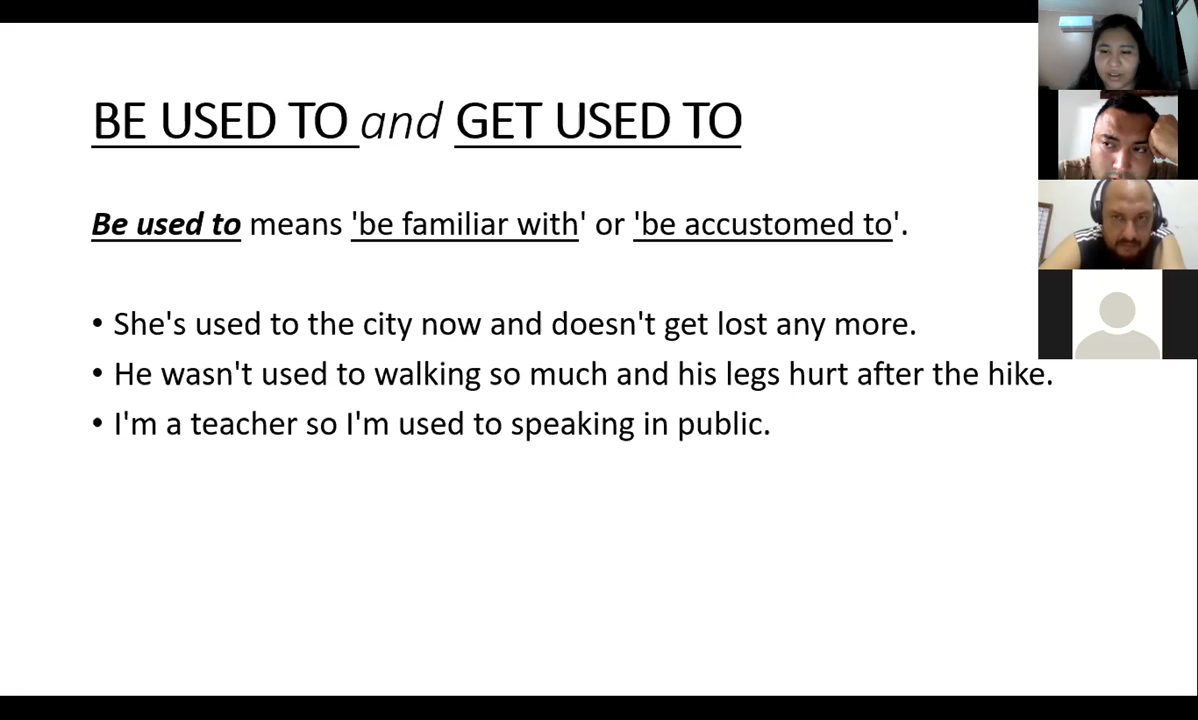 BE USED TO and GET USED TO
Be used to means 'be familiar with' or 'be accustomed to'.
• She's used to the city now and doesn't get lost any more.
• He wasn't used to walking so much and his legs hurt after the hike.
• I'm a teacher so I'm used to speaking in public.